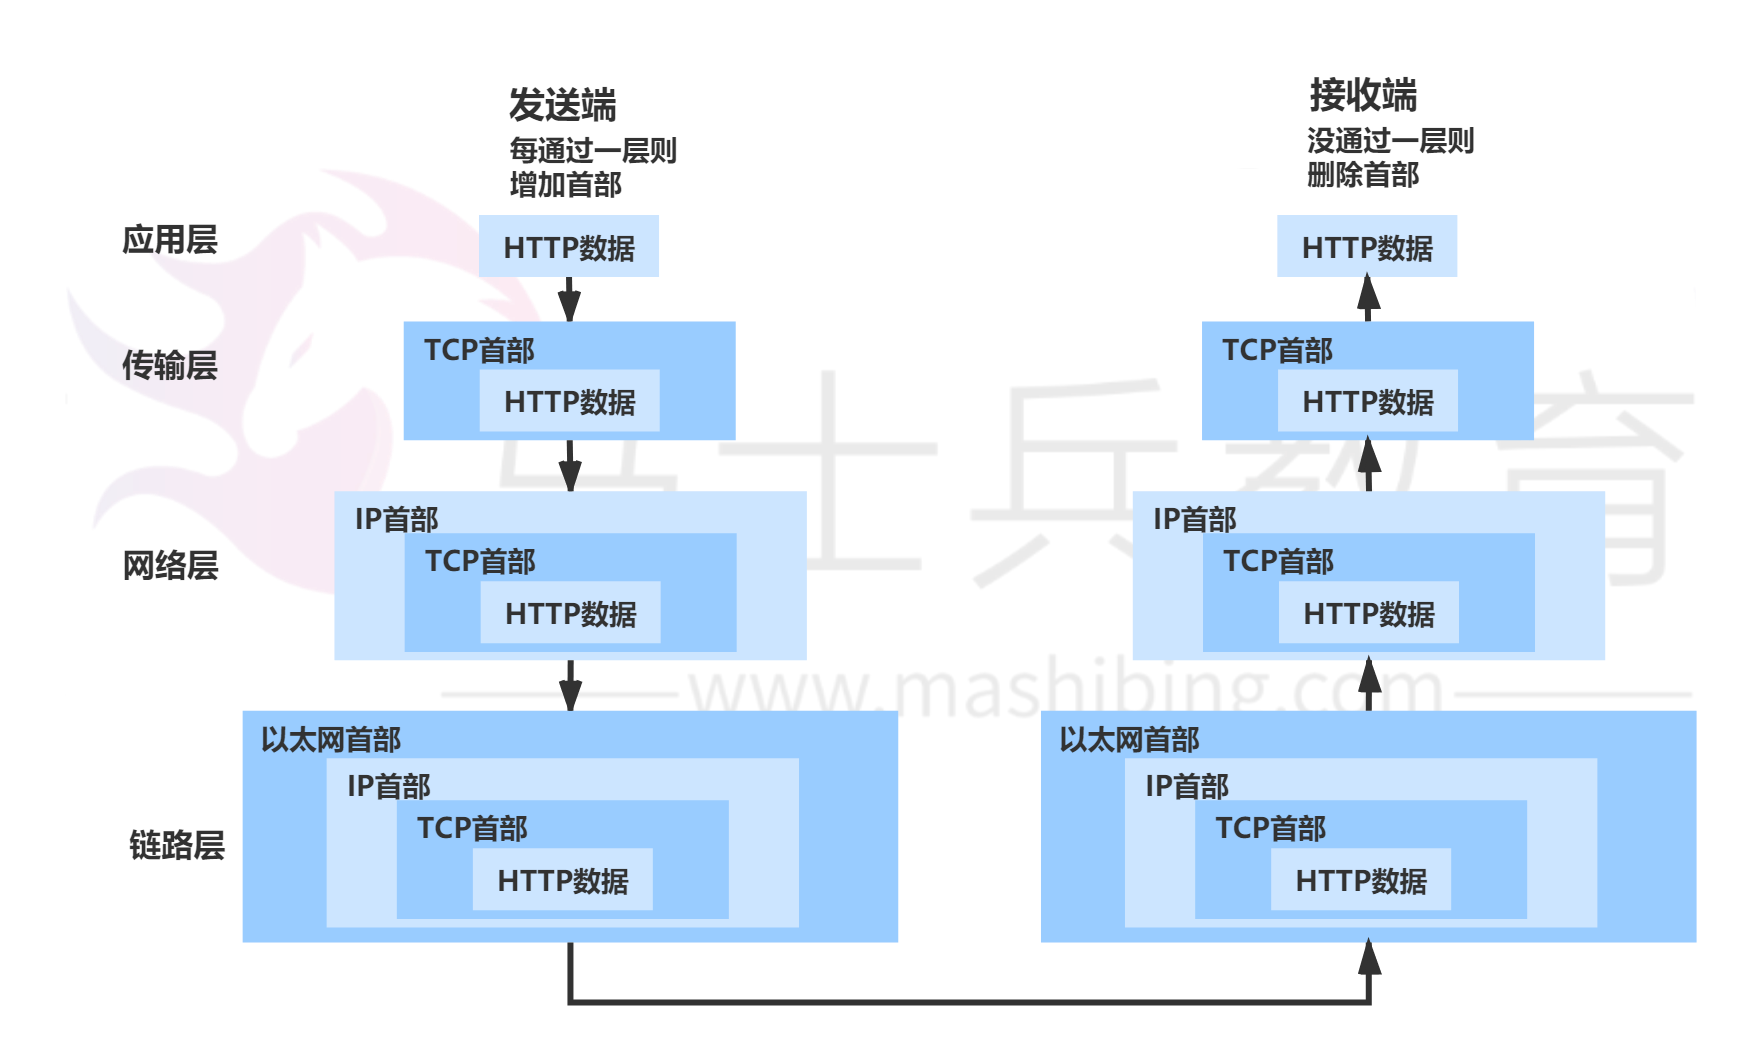 发送端
每通过一层则
增加首部
接收端
没通过一层则
删除首部
应用层
HTTP数据
HTTP数据
传输层
TCP首部
HTTP数据
TCP首部
HTTP数据
网络层
IP首部
TCP首部
HTTP数据
IP首部
TCP首部
HTTP数据
链路层
以太网首部
IP首部
TCP首部
HTTP数据
以太网首部
IP首部
TCP首部
HTTP数据
马士兵教育
www.mashibing.com